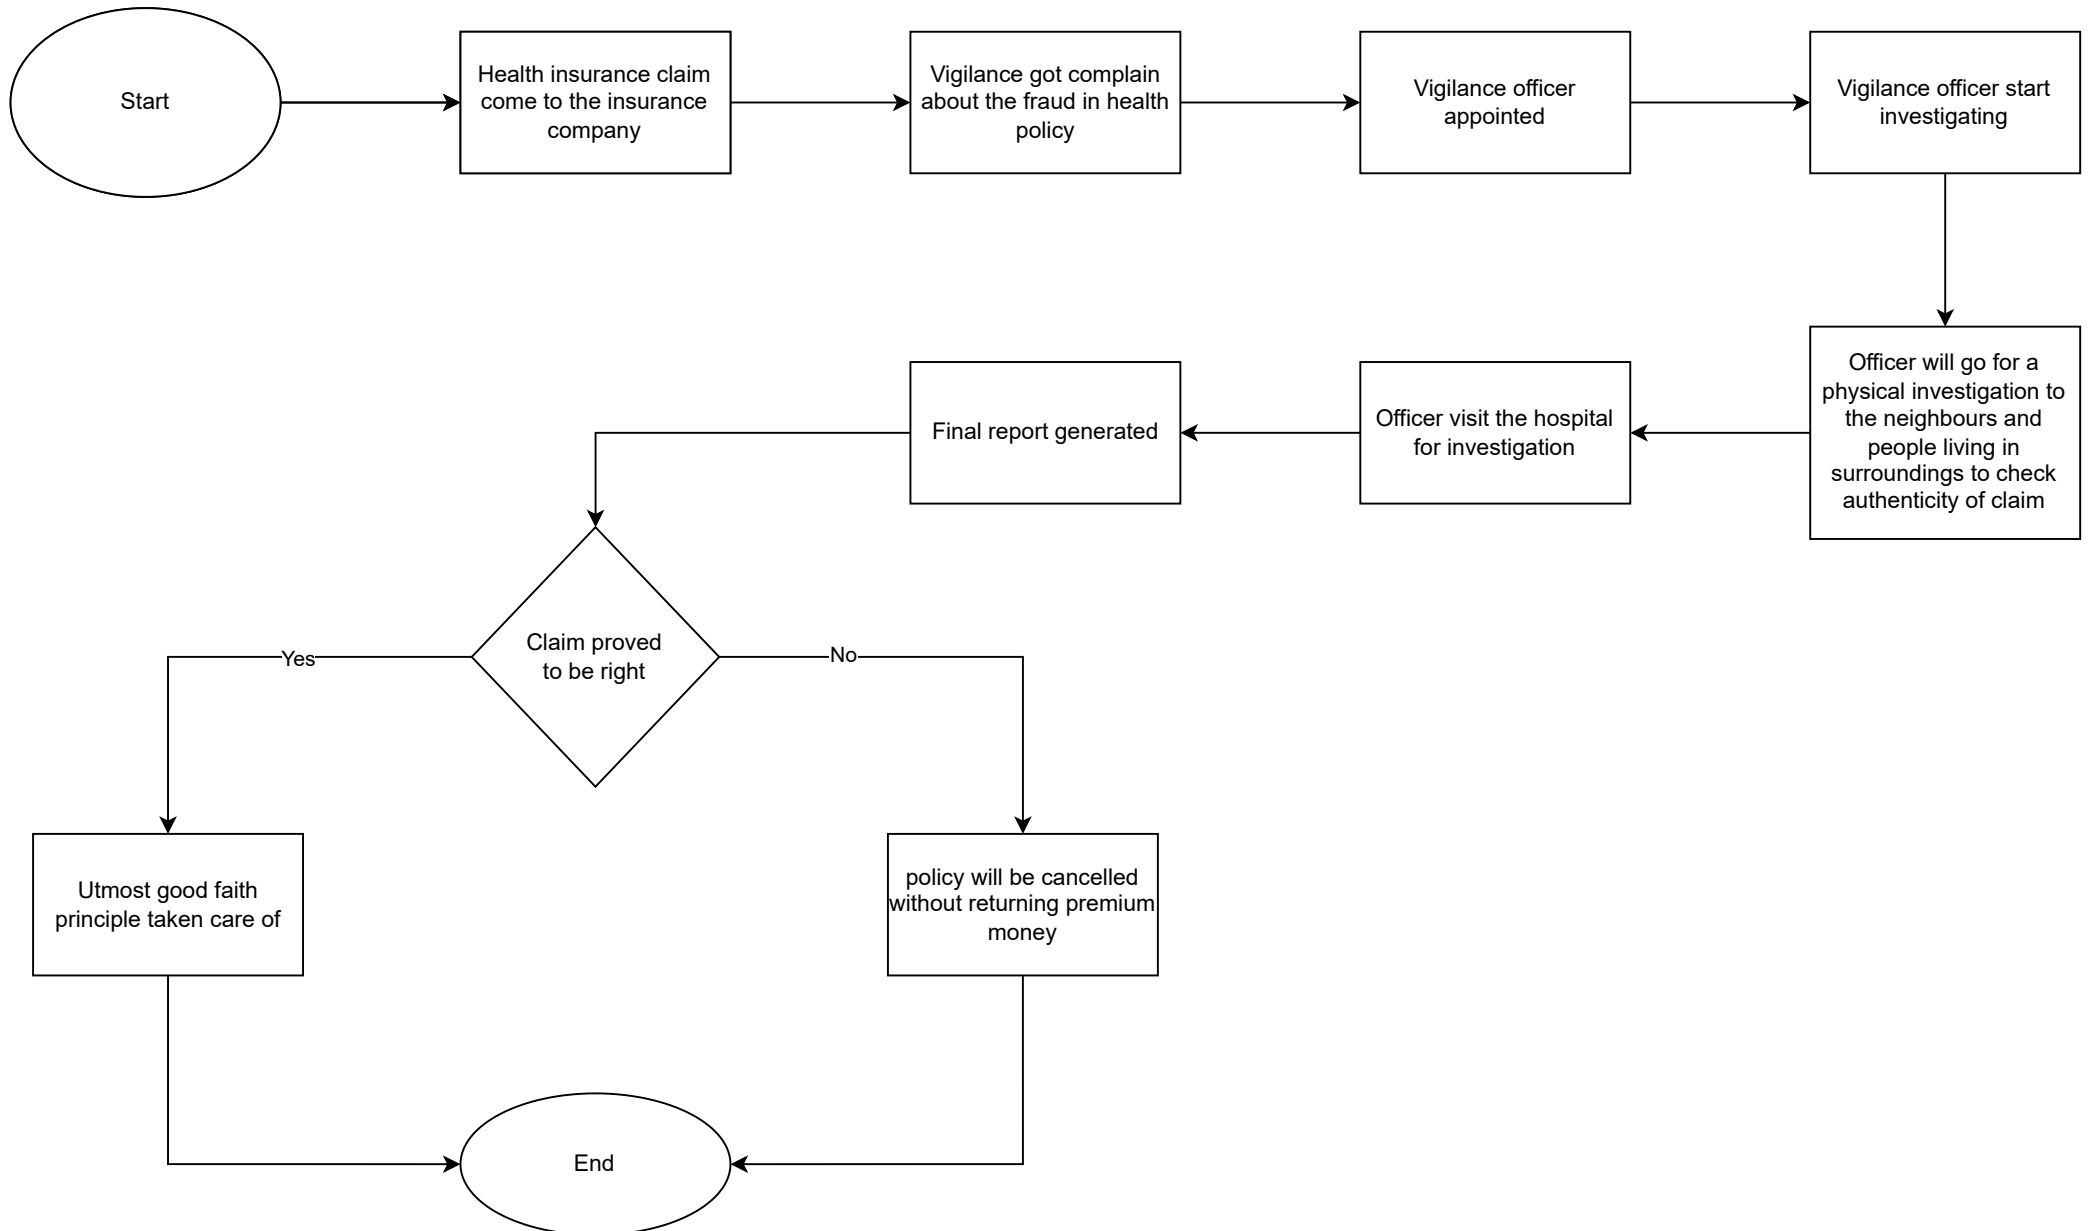 Start
Health insurance claim
come to the insurance
company
Vigilance got complain
about the fraud in health
policy
Vigilance officer
appointed
Vigilance officer start
investigating
Officer will go for a
physical investigation to
the neighbours and
people living in
surroundings to check
authenticity of claim
Officer visit the hospital
for investigation
Final report generated
Claim proved
to be right
Yes
No
Utmost good faith
principle taken care of
policy will be cancelled
without returning premium
money
End